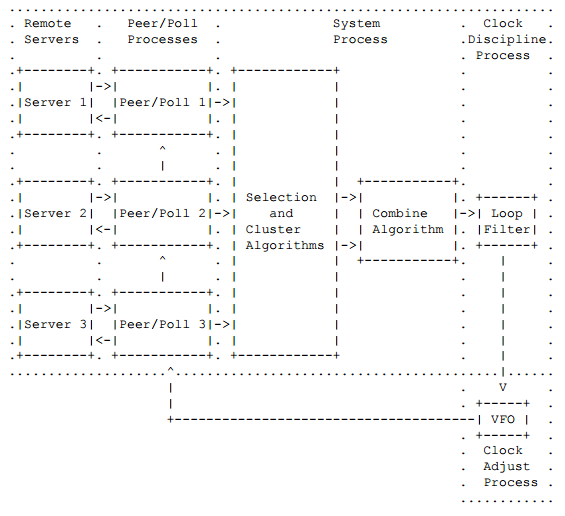 Remote Peer/Poll System Clock
Servers Processes Process Discipline
Process
Server 1 Peer/Poll 1
Server 2 Peer/Poll 2 Selection and Cluster Algorithms Combine Algorithm Loop Filter
Server 3 Peer/Poll 3
VFO
Clock
Adjust
Process